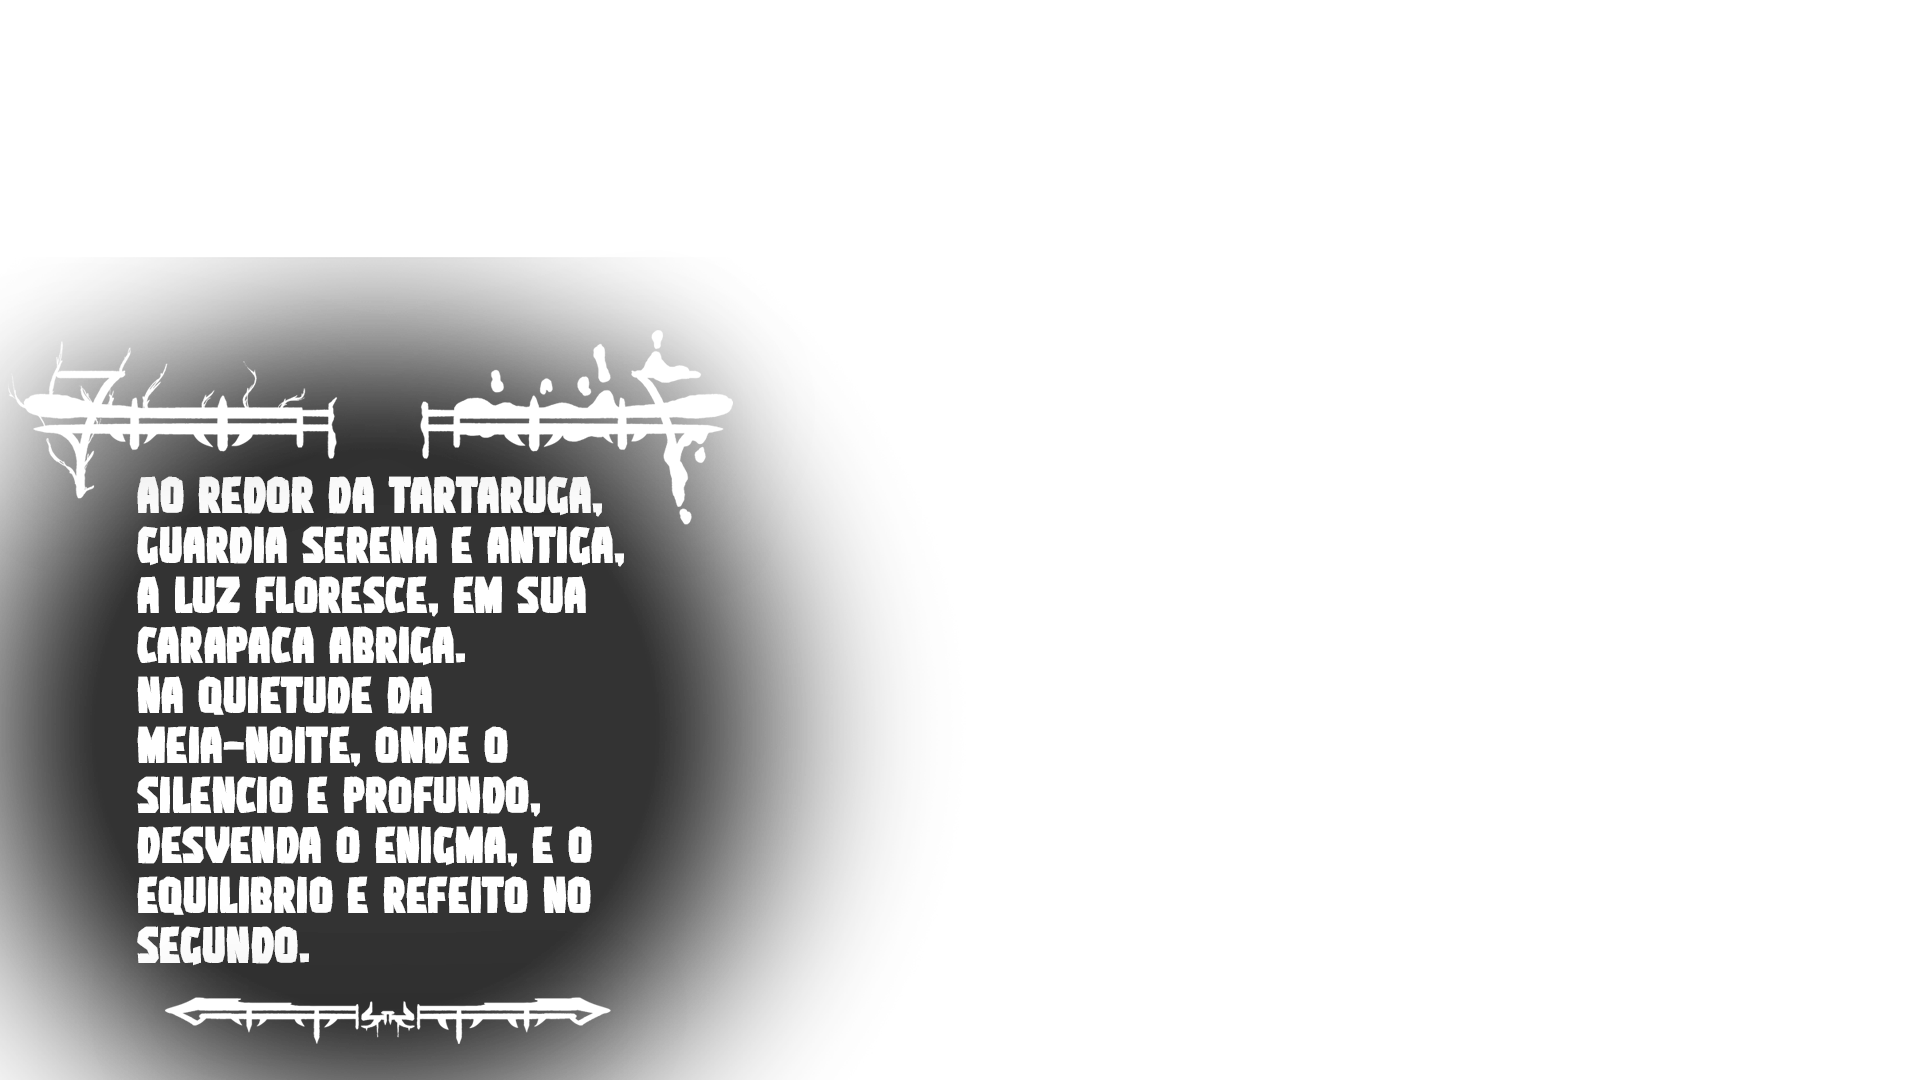 AO REDOR DA TARTARUGA,
GUARDIA SERENA E ANTIGA,
A LUZ FLORESCE, EM SUA
CARAPACA ABRIGA.
NA QUIETUDE DA
MEIA-NOITE, ONDE O
SILENCIO E PROFUNDO,
DESVENDA O ENIGMA, E O
EQUILIBRIO E REFEITO NO
SEGUNDO.